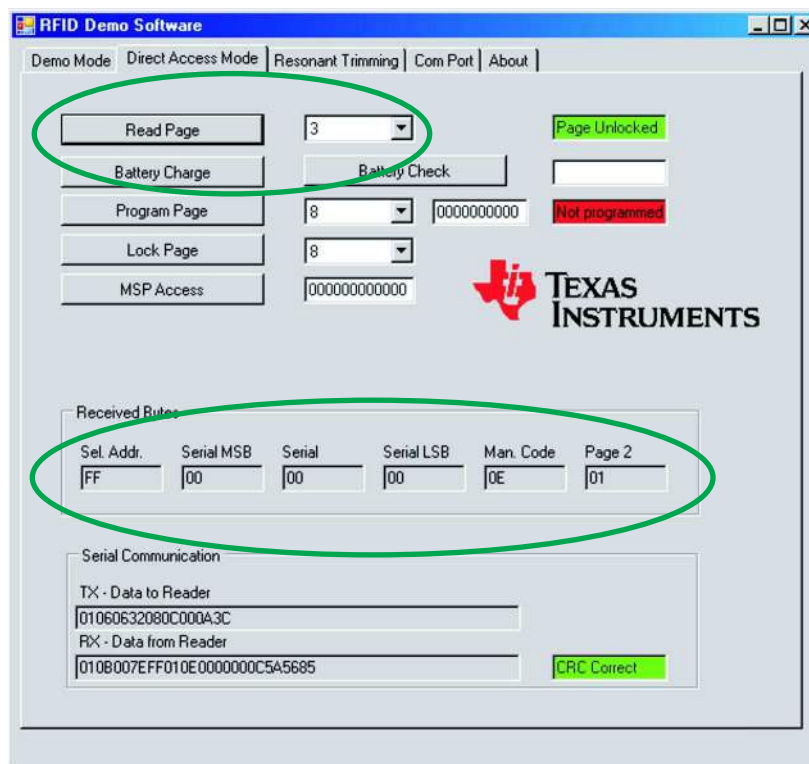 RFID Demo Software
Demo Mode Direct Access Mode Resonant Trimming Com Port About
Read Page 3 Page Unlocked
Battery Charge Battery Check
Program Page 8 0000000000 Not programmed
Lock Page 8
MSP Access 000000000000
TEXAS
INSTRUMENTS
Received Bytes
Sel. Addr. Serial MSB Serial Serial LSB Man. Code Page 2
FF 00 00 00 0E 01
Serial Communication
TX - Data to Reader
01060632080C000A3C
RX - Data from Reader
010B007EFF010E0000000C5A5685 CRC Correct